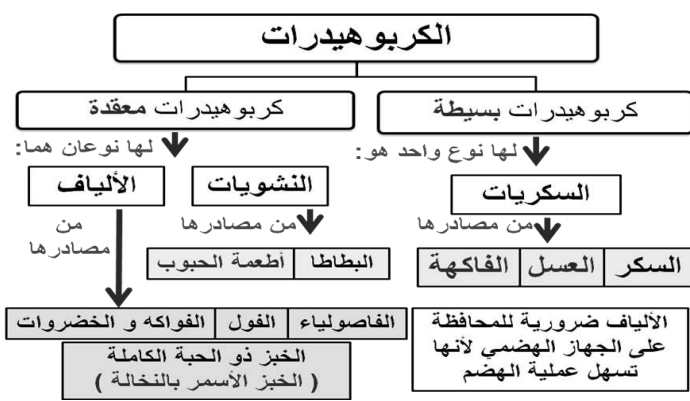 الكربوهيدرات
كربوهيدرات بسيطة
كربوهيدرات معقدة
لها نوع واحد هو:
لها نوعان هما:
السكريات
النشويات
الألياف
من مصادرها
من مصادرها
من
مصادرها
السكر
العسل
الفاكهة
البطاطا
أطعمة الحبوب
الفاصولياء
الفول
الفواكه و الخضروات
الخبز ذو الحبة الكاملة
( الخبز الأسمر بالنخالة )
الألياف ضرورية للمحافظة
على الجهاز الهضمي لأنها
تسهل عملية الهضم